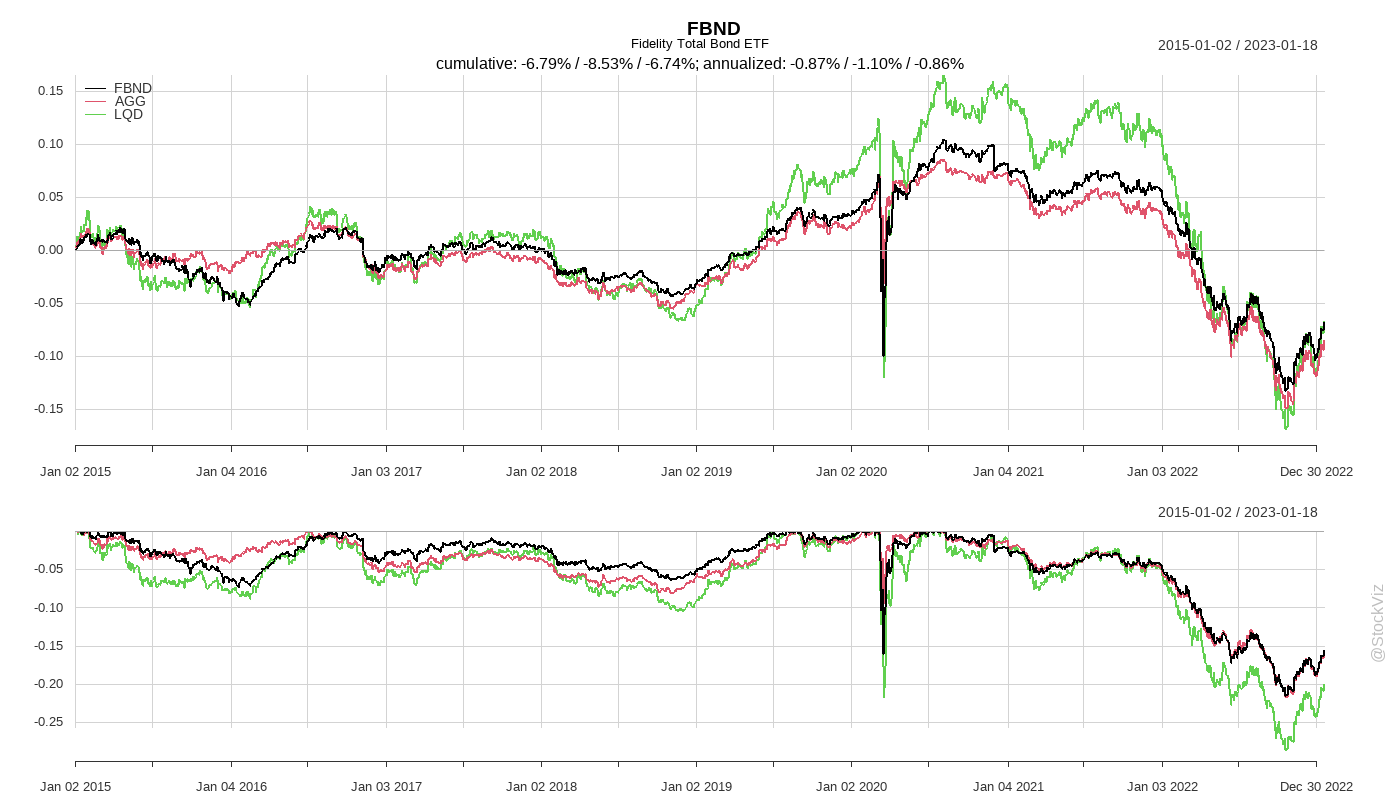 FBND
Fidelity Total Bond ETF
2015-01-02 / 2023-01-18
cumulative: -6.79% / -8.53% / -6.74%; annualized: -0.87% / -1.10% / -0.86%
FBND
AGG
LQD
0.15
0.10
0.05
0.00
-0.05
-0.10
-0.15
Jan 02 2015 Jan 04 2016 Jan 03 2017 Jan 02 2018 Jan 02 2019 Jan 02 2020 Jan 04 2021 Jan 03 2022 Dec 30 2022
2015-01-02 / 2023-01-18
-0.05
-0.10
-0.15
-0.20
-0.25
Jan 02 2015 Jan 04 2016 Jan 03 2017 Jan 02 2018 Jan 02 2019 Jan 02 2020 Jan 04 2021 Jan 03 2022 Dec 30 2022
@StockViz